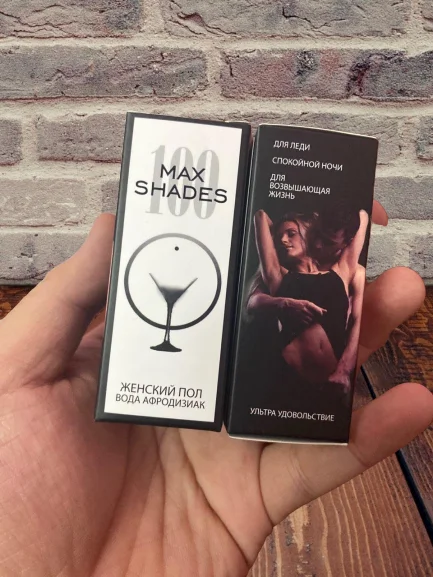 100
MAX
SHADES
ЖЕНСКИЙ ПОЛ
ВОДА АФРОДИЗИАК
ДЛЯ ЛЕДИ
СПОКОЙНОЙ НОЧИ
ДЛЯ
ВОЗВЫШАЮЩАЯ
ЖИЗНЬ
УЛЬТРА УДОВОЛЬСТВИЕ